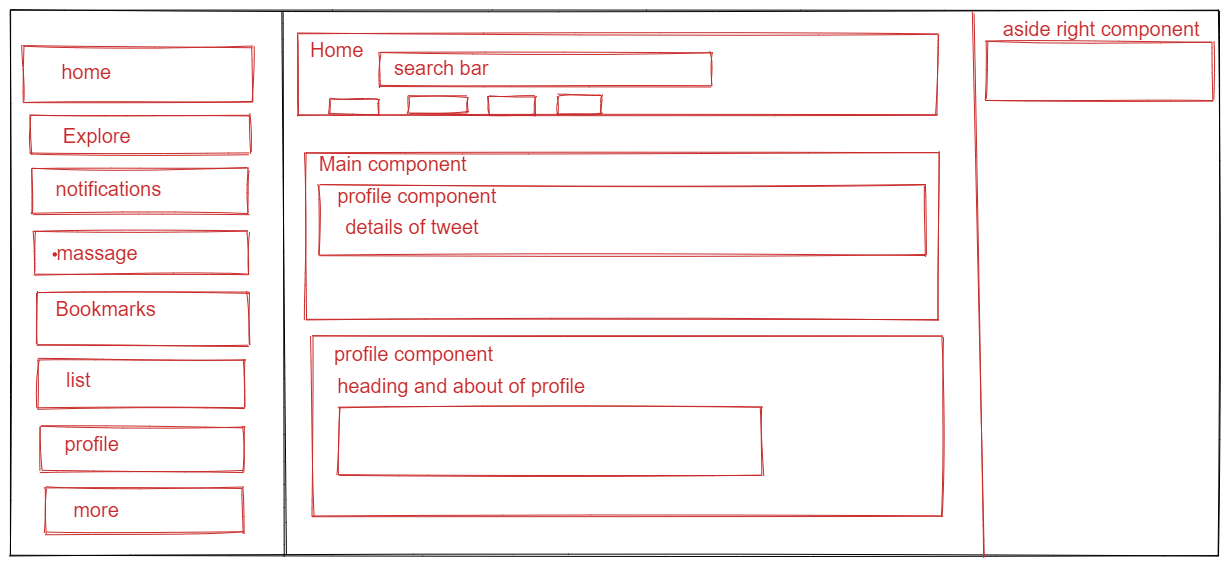 home
Explore
notifications
massage
Bookmarks
list
profile
more
Home
search bar
Main component
profile component
details of tweet
profile component
heading and about of profile
aside right component